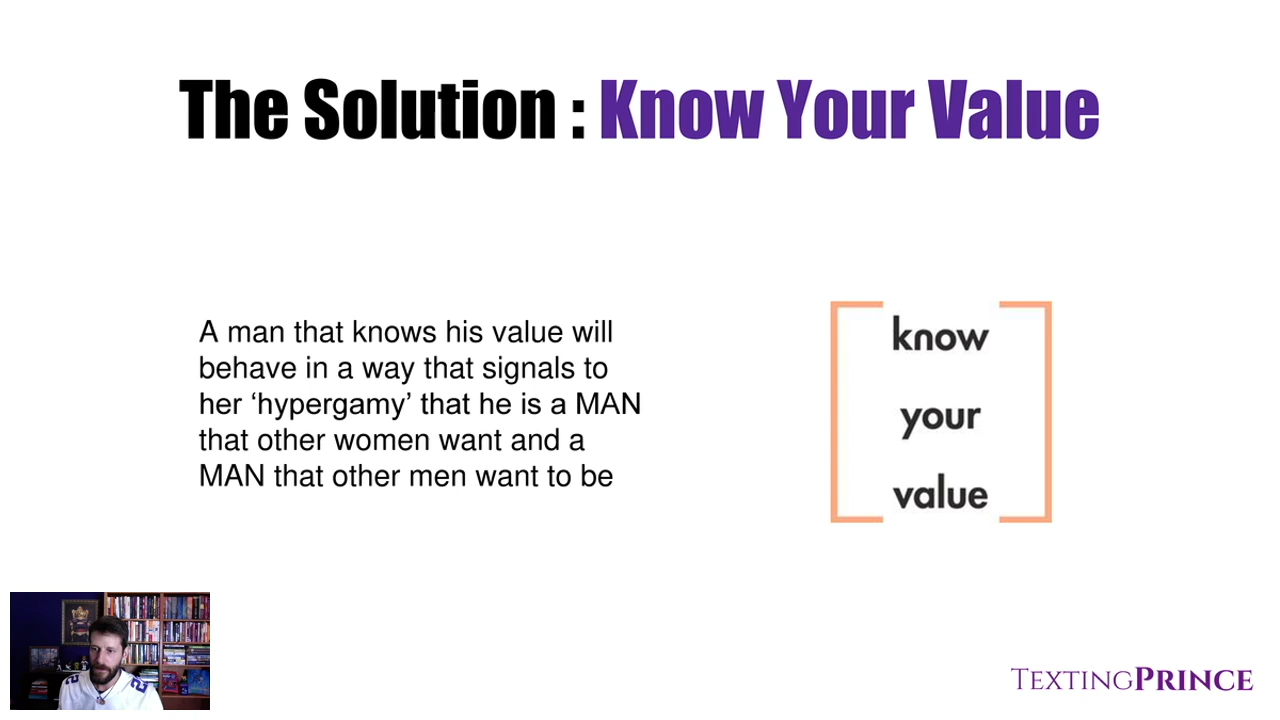 The Solution : Know Your Value
A man that knows his value will
behave in a way that signals to
her ‘hypergamy’ that he is a MAN
that other women want and a
MAN that other men want to be
know
your
value
TEXTINGPRINCE